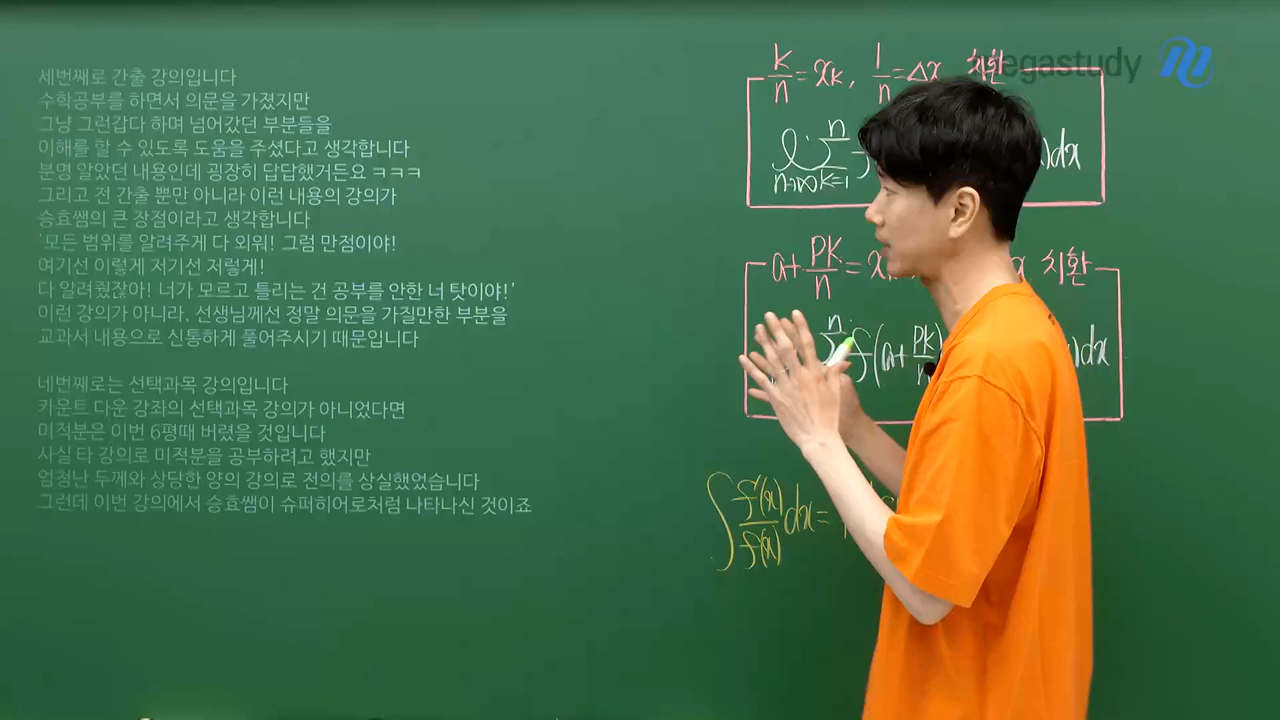 세번째로 간출 강의입니다
수학공부를 하면서 의문을 가졌지만
그냥 그런갑다 하며 넘어갔던 부분들을
이해를 할 수 있도록 도움을 주셨다고 생각합니다
분명 알았던 내용인데 굉장히 답답했거든요 ㅋㅋㅋ
그리고 전 간출 뿐만 아니라 이런 내용의 강의가
승효쌤의 큰 장점이라고 생각합니다
'모든 범위를 알려주게 다 외워! 그럼 만점이야!
여기선 이렇게 저기선 저렇게!
다 알려줬잖아! 너가 모르고 틀리는 건 공부를 안한 너 탓이야!'
이런 강의가 아니라, 선생님께선 정말 의문을 가질만한 부분을
교과서 내용으로 신통하게 풀어주시기 때문입니다
네번째로는 선택과목 강의입니다
카운트 다운 강좌의 선택과목 강의가 아니었다면
미적분은 이번 6평때 버렸을 것입니다
사실 타 강의로 미적분을 공부하려고 했지만
엄청난 두께와 상당한 양의 강의로 전의를 상실했었습니다
그런데 이번 강의에서 승효쌤이 슈퍼히어로처럼 나타나신 것이죠
megastudy
k/n = xk, 1/n = Δx 치환
n
l Σ f dx
n→∞ k=1
a+ Pk/n = x 치환
n
Σ f(a+ Pk/n dx
∫ f'(x)/f(x) dx =